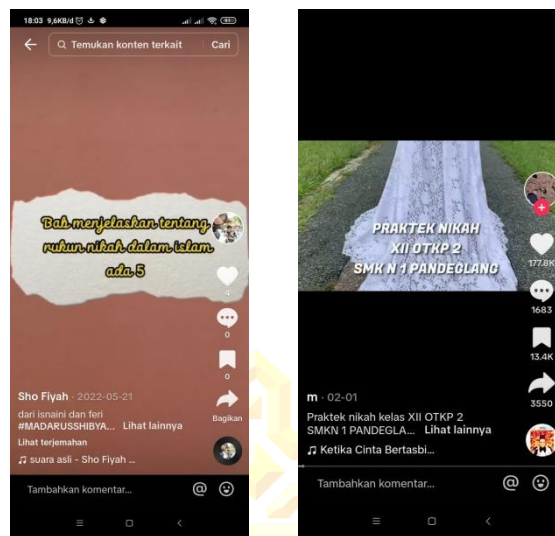 18:03 9,6KB/d
Temukan konten terkait
Cari
Bab menjelaskan tentang
rukun nikah dalam islam
ada 5
4
0
0
Sho Fiyah · 2022-05-21
dari isnaini dan feri
#MADARUSSHIBYA... Lihat lainnya
Lihat terjemahan
suara asli - Sho Fiyah ...
Bagikan
Tambahkan komentar...
PRAKTEK NIKAH
XII OTKP 2
SMK N 1 PANDEGLANG
177.8K
1683
13.4K
3550
m · 02-01
Praktek nikah kelas XII OTKP 2
SMKN 1 PANDEGLA... Lihat lainnya
Ketika Cinta Bertasbi...
Tambahkan komentar...